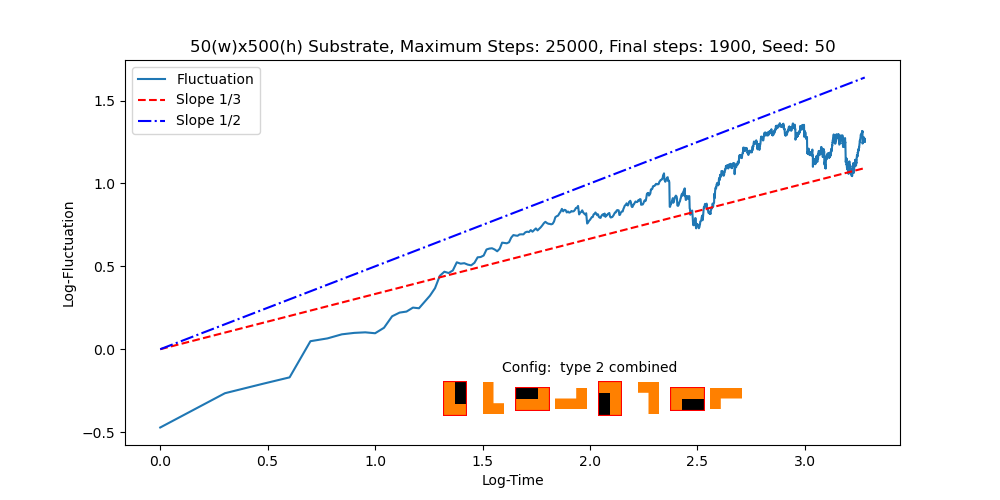 50(w)x500(h) Substrate, Maximum Steps: 25000, Final steps: 1900, Seed: 50
Fluctuation
Slope 1/3
Slope 1/2
Log-Fluctuation
1.5
1.0
0.5
0.0
−0.5
Config:  type 2 combined
0.0 0.5 1.0 1.5 2.0 2.5 3.0
Log-Time